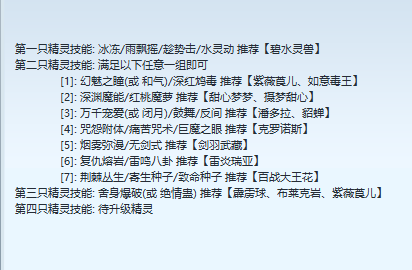 第一只精灵技能: 冰冻/雨飘摇/趁势击/水灵动 推荐【碧水灵兽】
第二只精灵技能: 满足以下任意一组即可
[1]: 幻魅之瞳(或 和气)/深红鸩毒 推荐【紫薇莨儿、如意毒王】
[2]: 深渊魔能/红桃魔萝 推荐【甜心梦梦、摄梦甜心】
[3]: 万千宠爱(或 闭月)/鼓舞/反间 推荐【潘多拉、貂蝉】
[4]: 咒怨附体/痛苦咒术/巨魔之眼 推荐【克罗诺斯】
[5]: 烟雾弥漫/无剑式 推荐【剑羽武藏】
[6]: 复仇熔岩/雷鸣八卦 推荐【雷炎瑞亚】
[7]: 荆棘丛生/寄生种子/致命种子 推荐【百战大王花】
第三只精灵技能: 舍身爆破(或 绝情蛊) 推荐【霹雳球、布莱克岩、紫薇莨儿】
第四只精灵技能: 待升级精灵